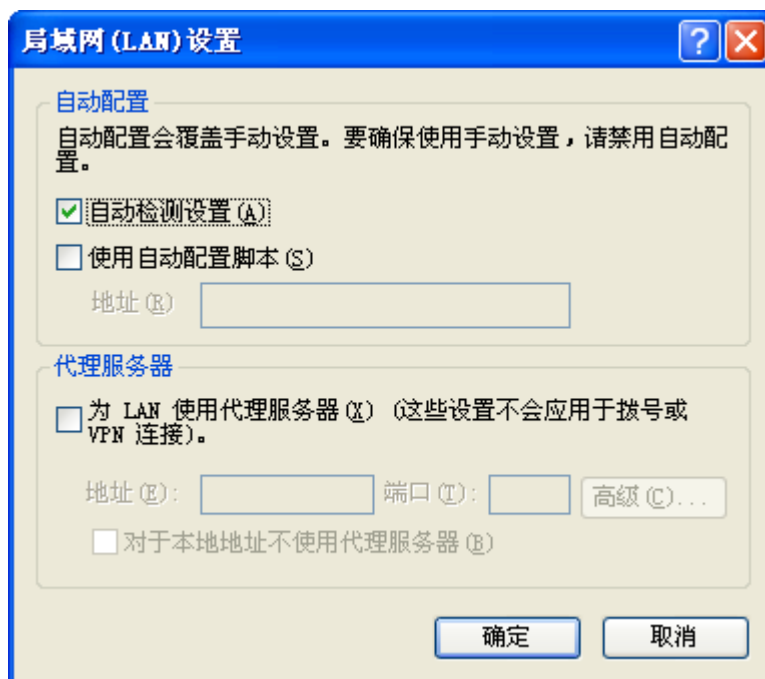 局域网(LAN)设置
自动配置
自动配置会覆盖手动设置。要确保使用手动设置，请禁用自动配
置。
自动检测设置(A)
使用自动配置脚本(S)
地址(R)
代理服务器
为 LAN 使用代理服务器(X) (这些设置不会应用于拨号或
VPN 连接)。
地址(E): 端口(T): 高级(C)...
对于本地地址不使用代理服务器(B)
确定 取消